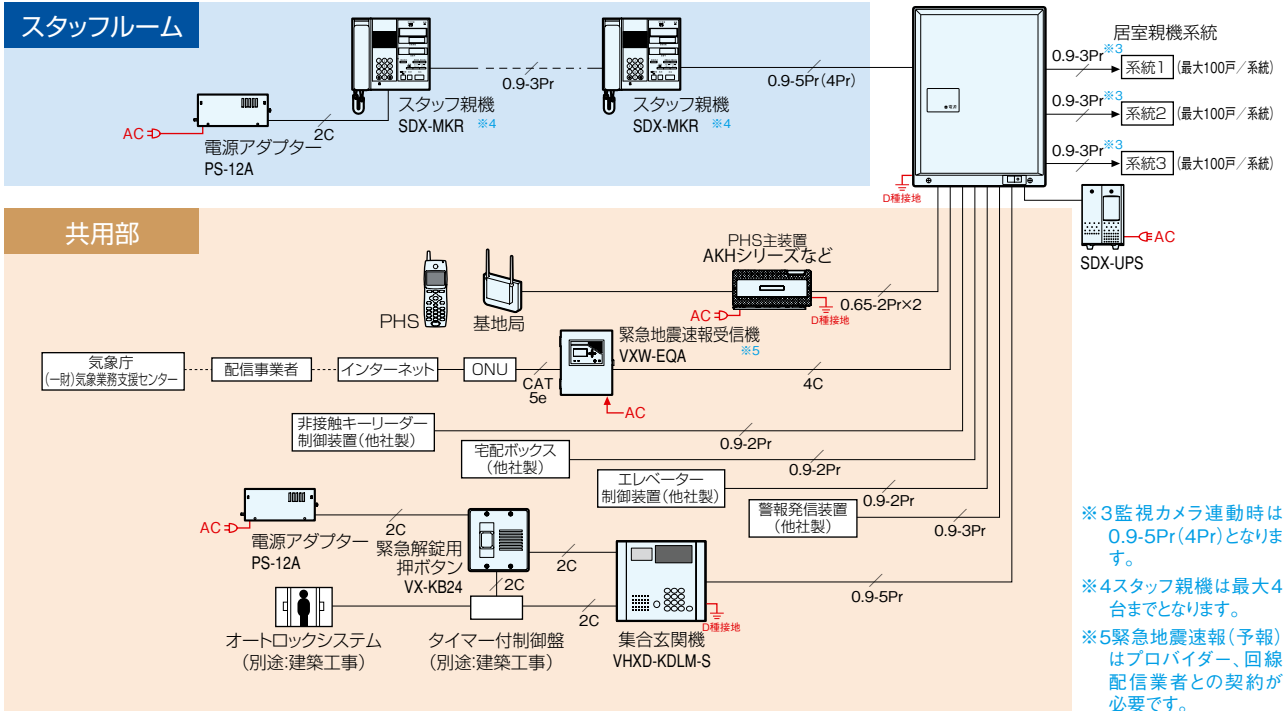 スタッフルーム
AC
電源アダプター
PS-12A
2C
スタッフ親機
SDX-MKR ※4
0.9-3Pr
スタッフ親機
SDX-MKR ※4
0.9-5Pr(4Pr)
電源
D種接地
居室親機系統
0.9-3Pr※3
系統1 (最大100戸/系統)
0.9-3Pr※3
系統2 (最大100戸/系統)
0.9-3Pr※3
系統3 (最大100戸/系統)
AC
SDX-UPS
共用部
PHS
基地局
PHS主装置
AKHシリーズなど
AC
D種接地
0.65-2Pr×2
気象庁
(一財)気象業務支援センター
配信事業者
インターネット
ONU
CAT
5e
緊急地震速報受信機
VXW-EQA ※5
AC
4C
非接触キーリーダー
制御装置(他社製)
0.9-2Pr
宅配ボックス
(他社製)
0.9-2Pr
エレベーター
制御装置(他社製)
0.9-2Pr
警報発信装置
(他社製)
0.9-3Pr
AC
電源アダプター
PS-12A
2C
緊急解錠用
押ボタン
VX-KB24
2C
2C
オートロックシステム
(別途:建築工事)
タイマー付制御盤
(別途:建築工事)
2C
集合玄関機
VHXD-KDLM-S
D種接地
0.9-5Pr
※3監視カメラ連動時は
0.9-5Pr(4Pr)となりま
す。
※4スタッフ親機は最大4
台までとなります。
※5緊急地震速報(予報)
はプロバイダー、回線
配信業者との契約が
必要です。